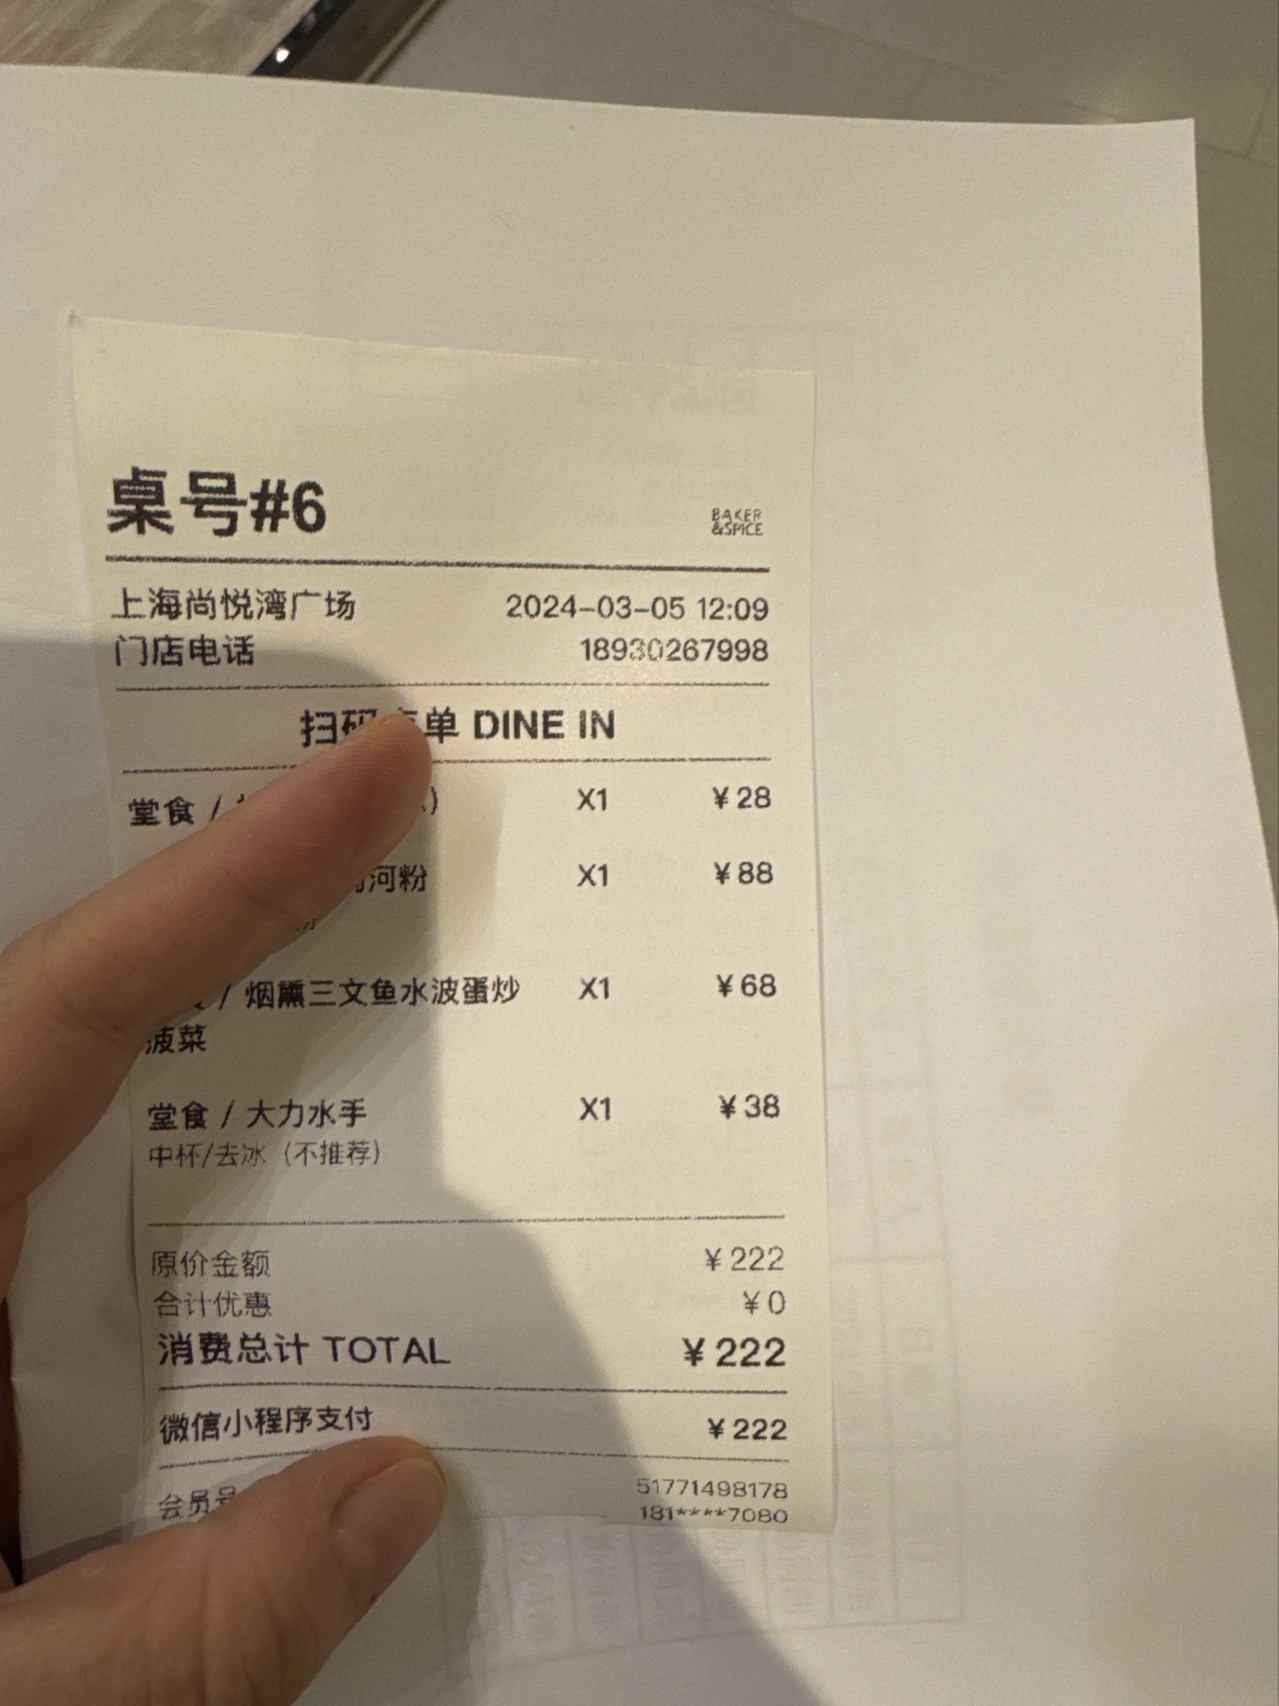 桌号#6
BAKER
&SPICE
上海尚悦湾广场 2024-03-05 12:09
门店电话 18930267998
扫码 单 DINE IN
堂食 / ) X1 ¥28
河粉 X1 ¥88
/ 烟熏三文鱼水波蛋炒 X1 ¥68
菠菜
堂食 / 大力水手 X1 ¥38
中杯/去冰（不推荐）
原价金额 ¥222
合计优惠 ¥0
消费总计 TOTAL ¥222
微信小程序支付 ¥222
会员号 51771498178
181****7080